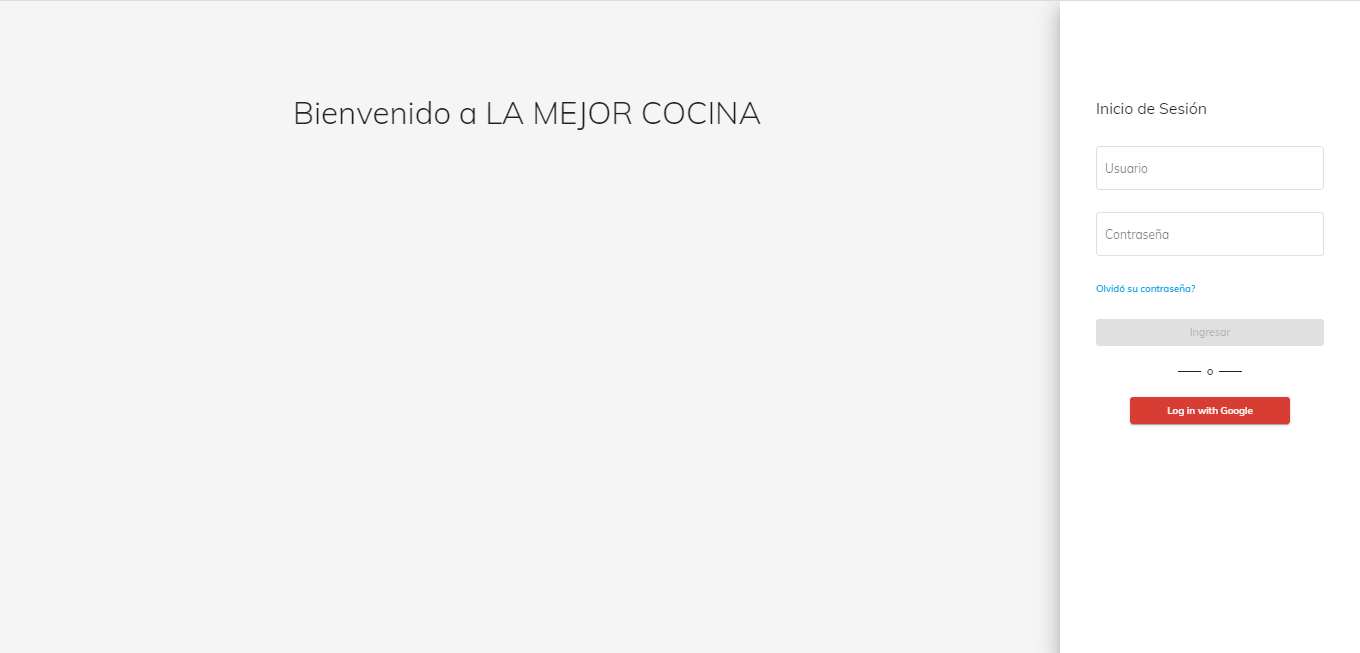 Bienvenido a LA MEJOR COCINA
Inicio de Sesión
Usuario
Contraseña
Olvidó su contraseña?
Ingresar
o
Log in with Google